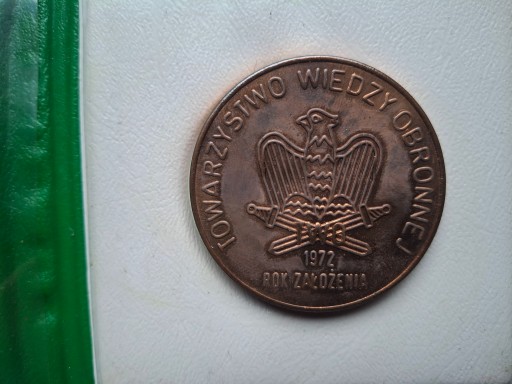 TOWARZYSTWO WIEDZY OBRONNEJ
1972
ROK ZAŁOŻENIA